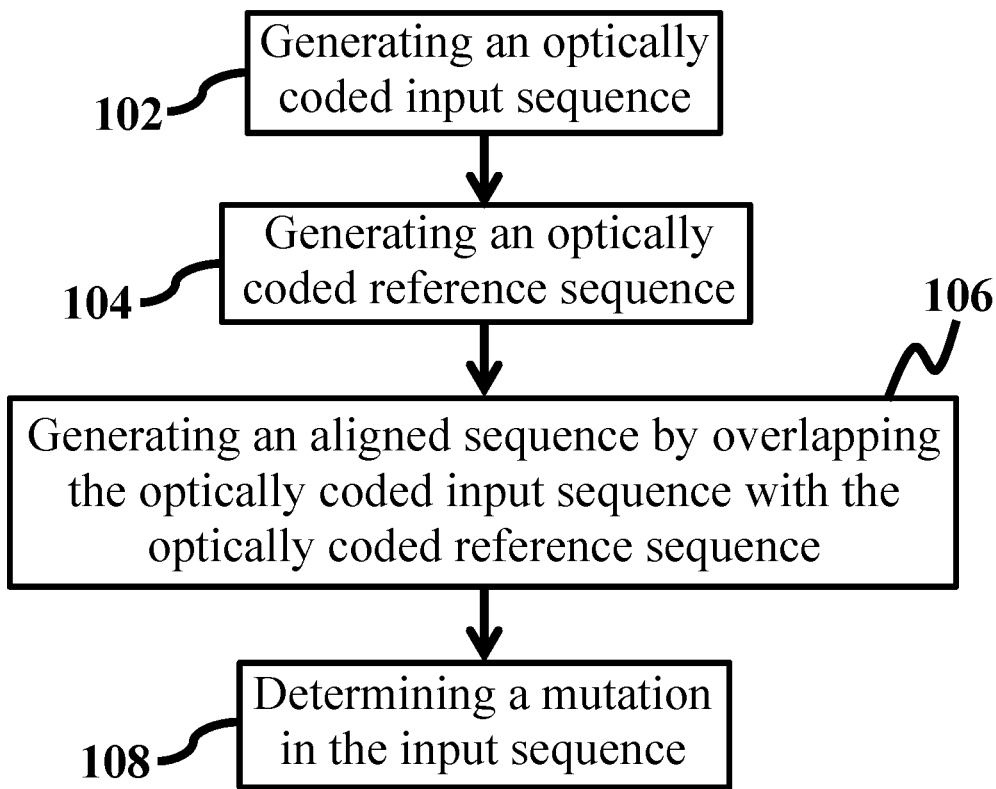 Generating an optically
coded input sequence
102
Generating an optically
coded reference sequence
104
106
Generating an aligned sequence by overlapping
the optically coded input sequence with the
optically coded reference sequence
Determining a mutation
in the input sequence
108